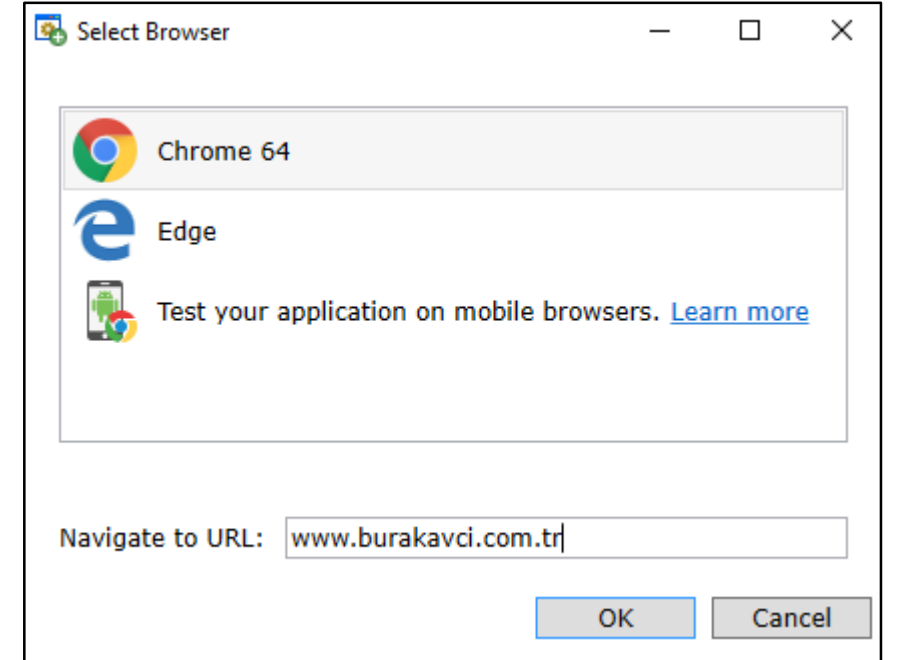 Select Browser
Chrome 64
Edge
Test your application on mobile browsers. Learn more
Navigate to URL: www.burakavci.com.tr
OK Cancel